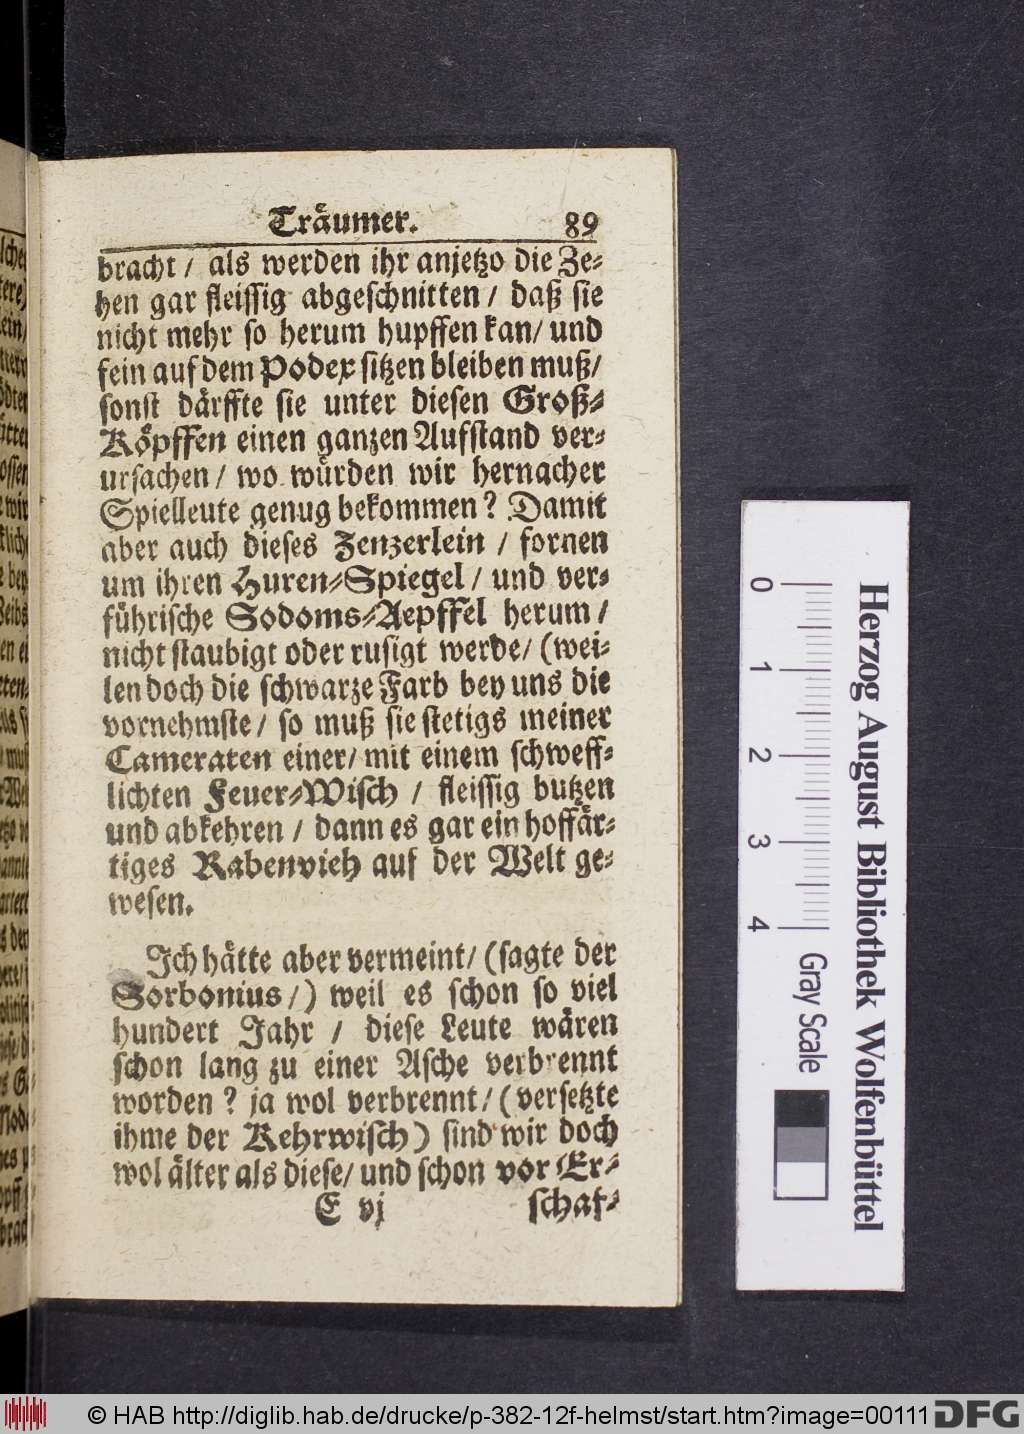 Träumer. 89
bracht / als werden ihr anjetzo die Ze-
hen gar fleissig abgeschnitten / daß sie
nicht mehr so herum hupffen kan / und
fein auf dem Podex sitzen bleiben muß /
sonst därffte sie unter diesen Groß-
Köpffen einen ganzen Aufstand ver-
ursachen / wo würden wir hernacher
Spielleute genug bekommen? Damit
aber auch dieses Zenzerlein / fornen
um ihren Huren-Spiegel / und ver-
führische Sodoms-Aepffel herum /
nicht staubigt oder rusigt werde / (wei-
len doch die schwarze Farb bey uns die
vornehmste / so muß sie stetigs meiner
Cameraten einer / mit einem schweff-
lichten Feuer-Wisch / fleissig butzen
und abkehren / dann es gar ein hoffär-
tiges Rabenvieh auf der Welt ge-
wesen.
Ich hätte aber vermeint / (sagte der
Sorbonius /) weil es schon so viel
hundert Jahr / diese Leute wären
schon lang zu einer Asche verbrennt
worden? ja wol verbrennt / (versetzte
ihme der Kehrwisch) sind wir doch
wol älter als diese / und schon vor Er-
E vj schaf-
0 1 2 3 4
Gray Scale
Herzog August Bibliothek Wolfenbüttel
© HAB http://diglib.hab.de/drucke/p-382-12f-helmst/start.htm?image=00111 DFG